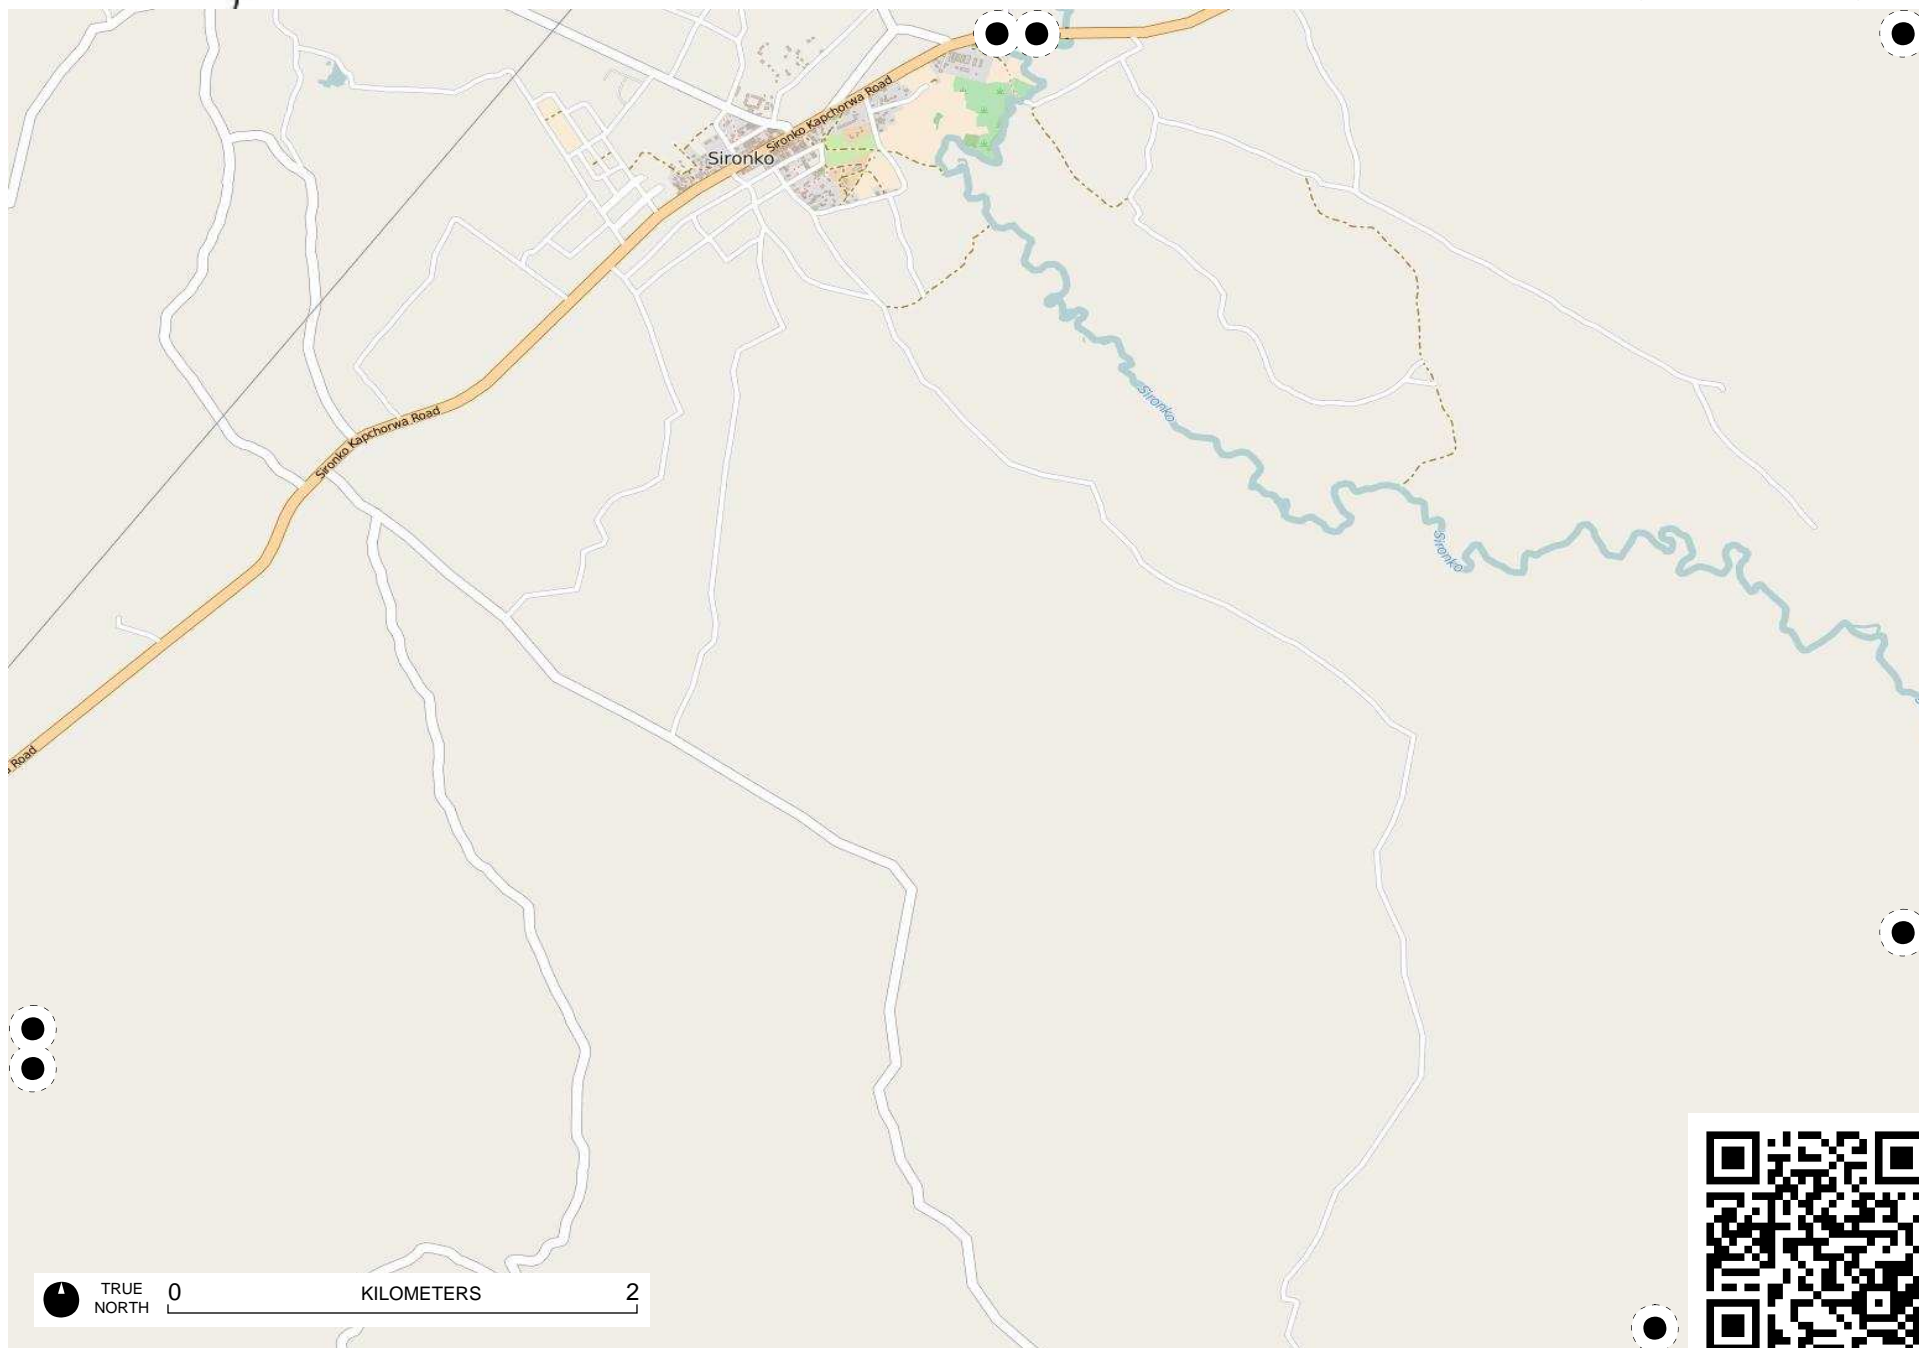 Sironko Kapchorwa Road
Sironko
Sironko
Sironko Kapchorwa Road
Sironko
Road
TRUE NORTH
0 KILOMETERS 2